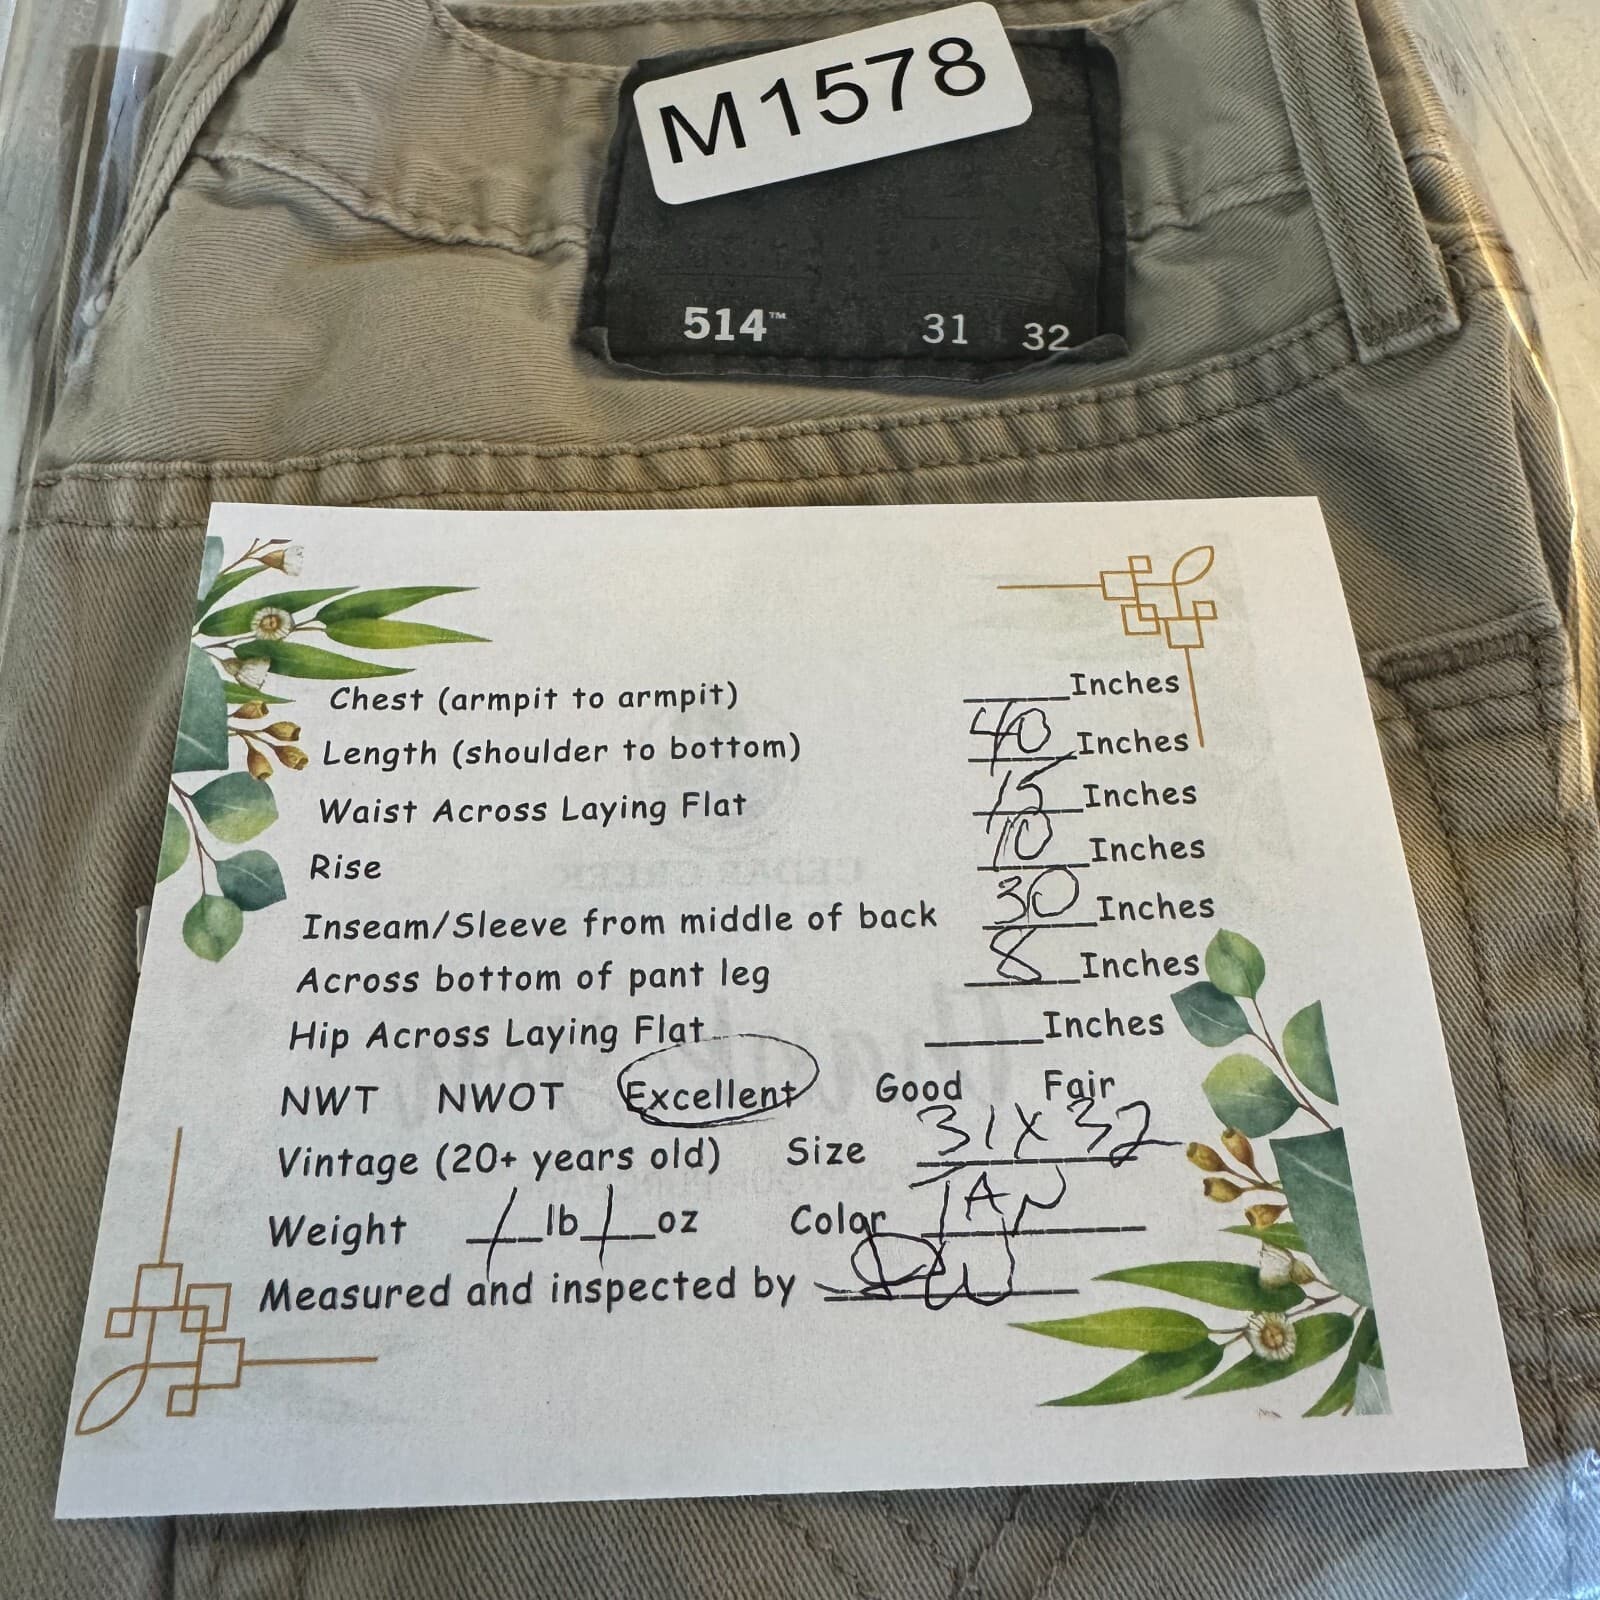 M1578
514™ 31 32
Chest (armpit to armpit) ____Inches
Length (shoulder to bottom) 40 Inches
Waist Across Laying Flat 15 Inches
Rise 10 Inches
Inseam/Sleeve from middle of back 30 Inches
Across bottom of pant leg 8 Inches
Hip Across Laying Flat ____Inches
NWT NWOT Excellent Good Fair
Vintage (20+ years old) Size 31X32
Weight 1 lb 1 oz Color TAN
Measured and inspected by